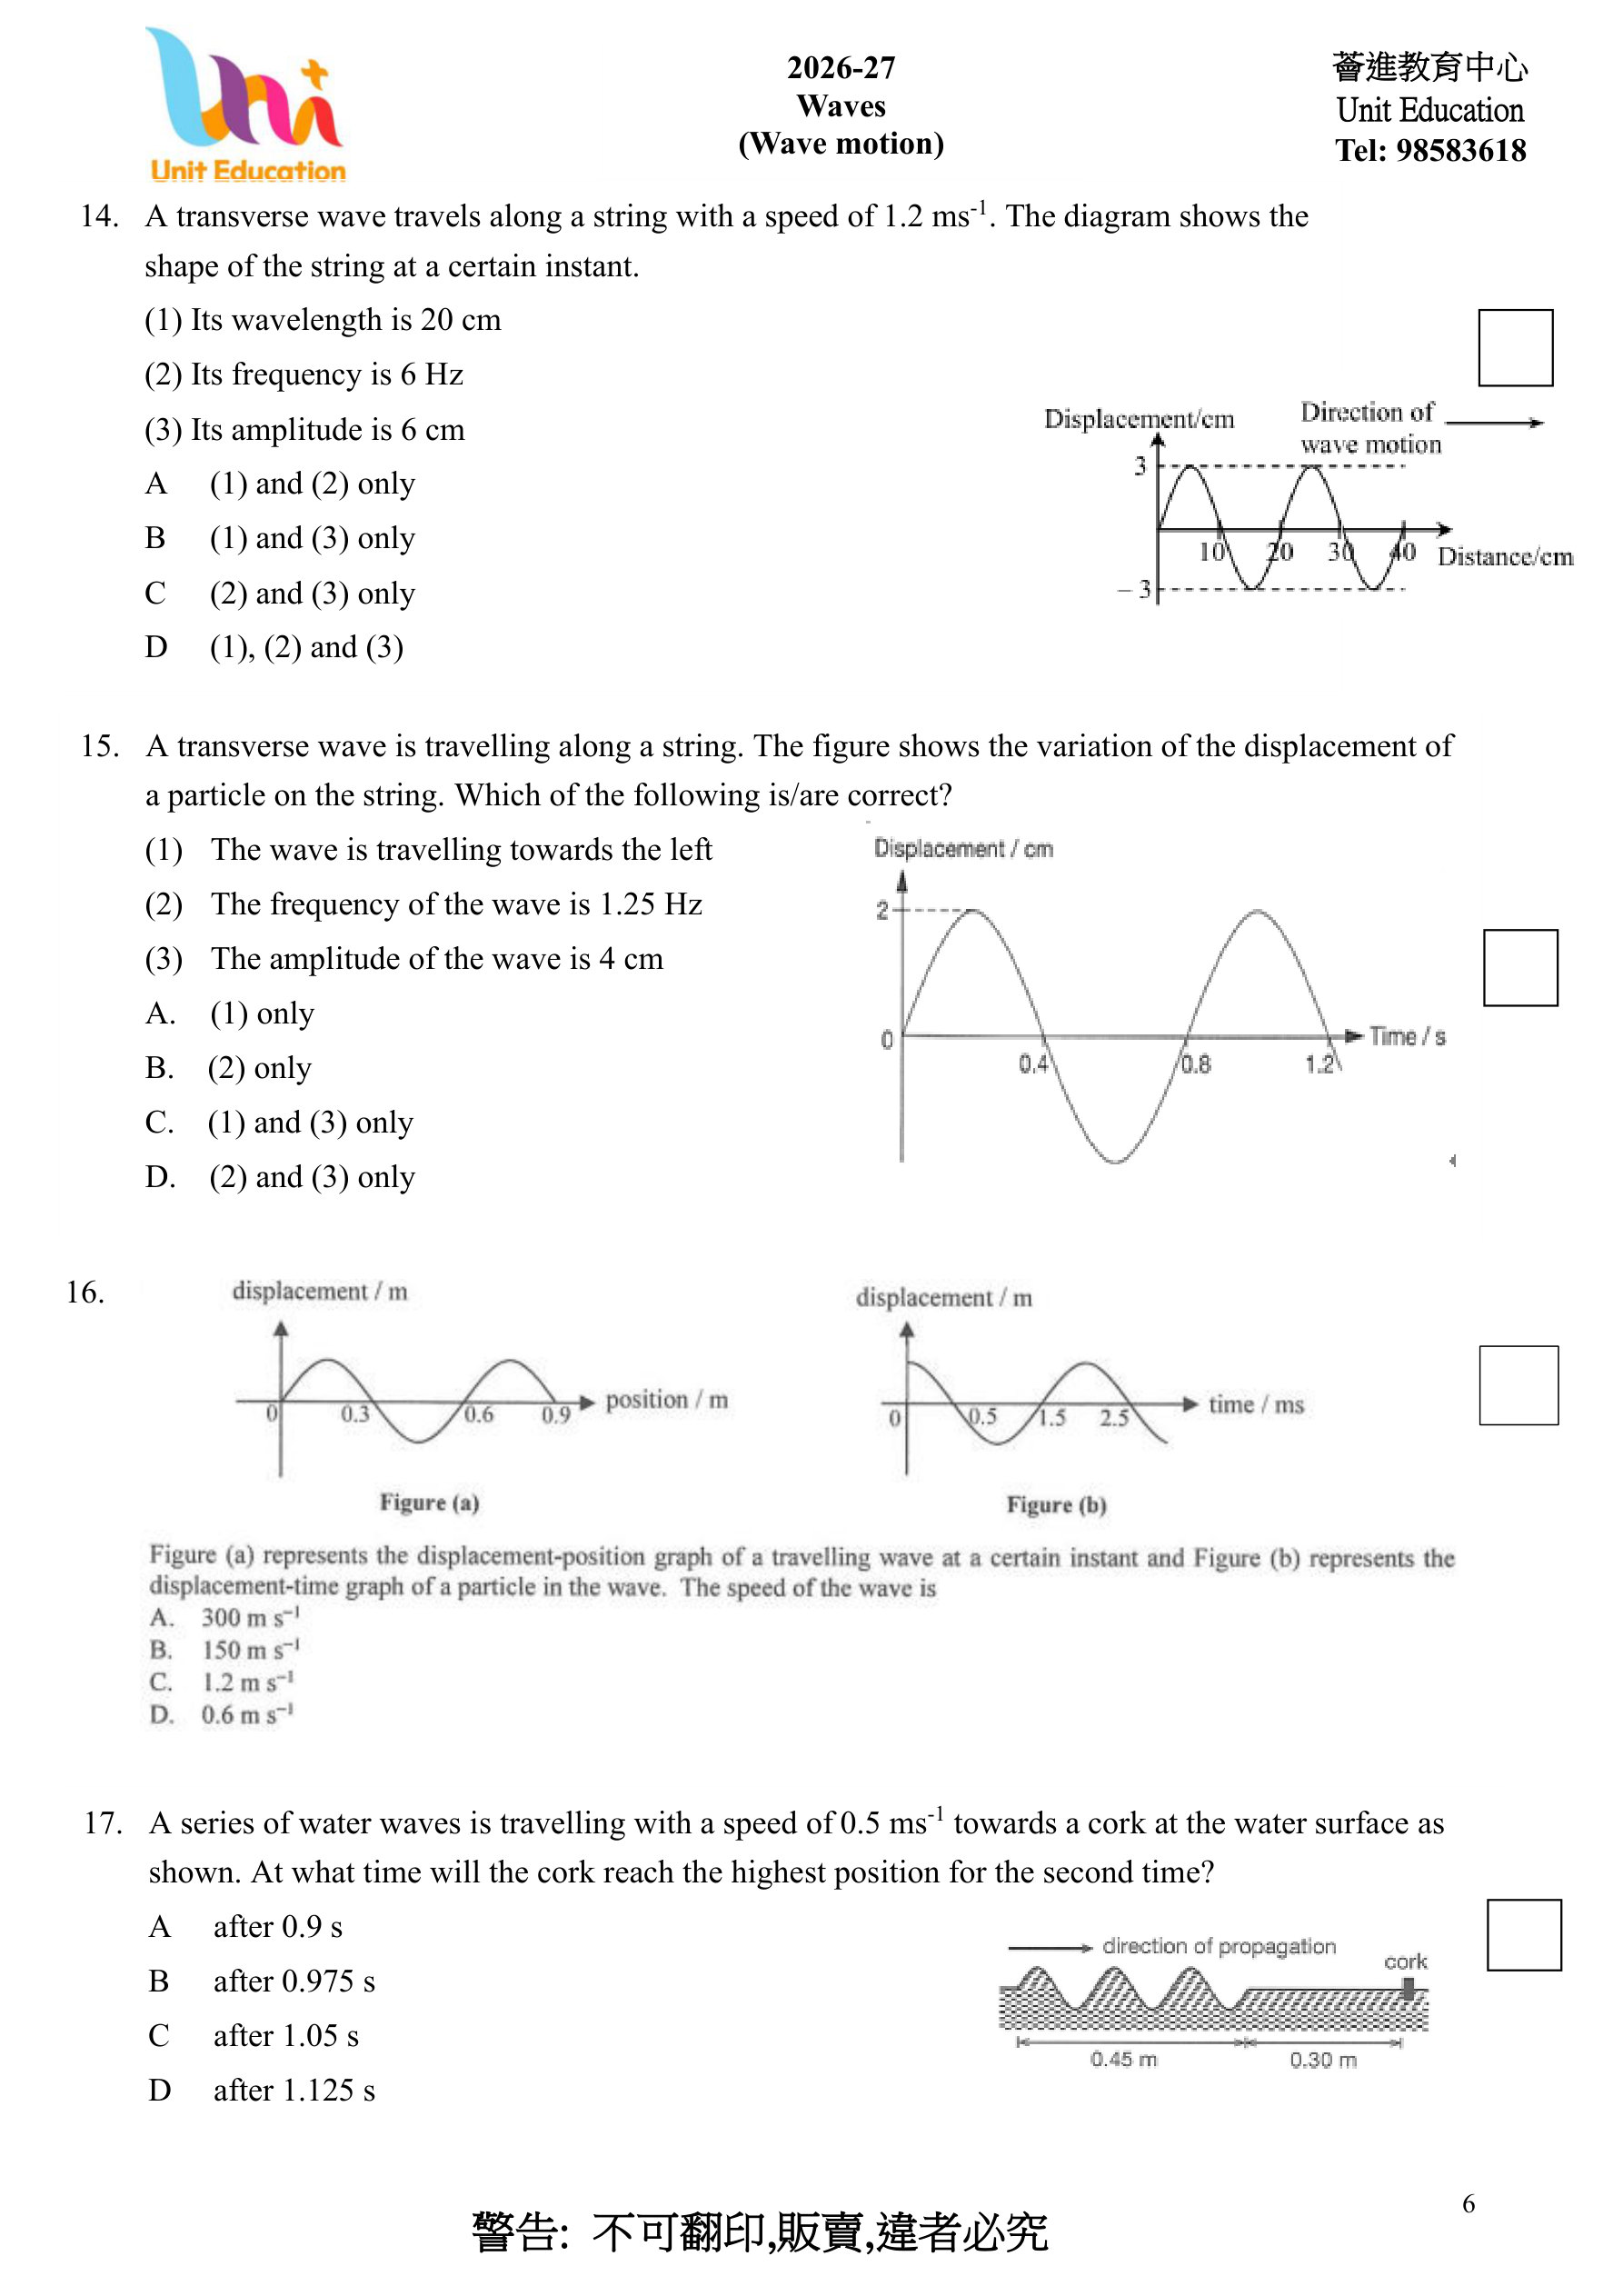 Unit Education
2026-27
Waves
(Wave motion)
薈進教育中心
Unit Education
Tel: 98583618
14. A transverse wave travels along a string with a speed of 1.2 ms⁻¹. The diagram shows the
shape of the string at a certain instant.
(1) Its wavelength is 20 cm
(2) Its frequency is 6 Hz
(3) Its amplitude is 6 cm
A (1) and (2) only
B (1) and (3) only
C (2) and (3) only
D (1), (2) and (3)
Displacement/cm
Direction of
wave motion
3
10 20 30 40
Distance/cm
– 3
15. A transverse wave is travelling along a string. The figure shows the variation of the displacement of
a particle on the string. Which of the following is/are correct?
(1) The wave is travelling towards the left
(2) The frequency of the wave is 1.25 Hz
(3) The amplitude of the wave is 4 cm
A. (1) only
B. (2) only
C. (1) and (3) only
D. (2) and (3) only
Displacement / cm
2
0
Time / s
0.4 0.8 1.2
16.
displacement / m
0 0.3 0.6 0.9
position / m
Figure (a)
displacement / m
0 0.5 1.5 2.5
time / ms
Figure (b)
Figure (a) represents the displacement-position graph of a travelling wave at a certain instant and Figure (b) represents the
displacement-time graph of a particle in the wave. The speed of the wave is
A. 300 m s⁻¹
B. 150 m s⁻¹
C. 1.2 m s⁻¹
D. 0.6 m s⁻¹
17. A series of water waves is travelling with a speed of 0.5 ms⁻¹ towards a cork at the water surface as
shown. At what time will the cork reach the highest position for the second time?
A after 0.9 s
B after 0.975 s
C after 1.05 s
D after 1.125 s
direction of propagation
cork
0.45 m
0.30 m
6
警告: 不可翻印,販賣,違者必究